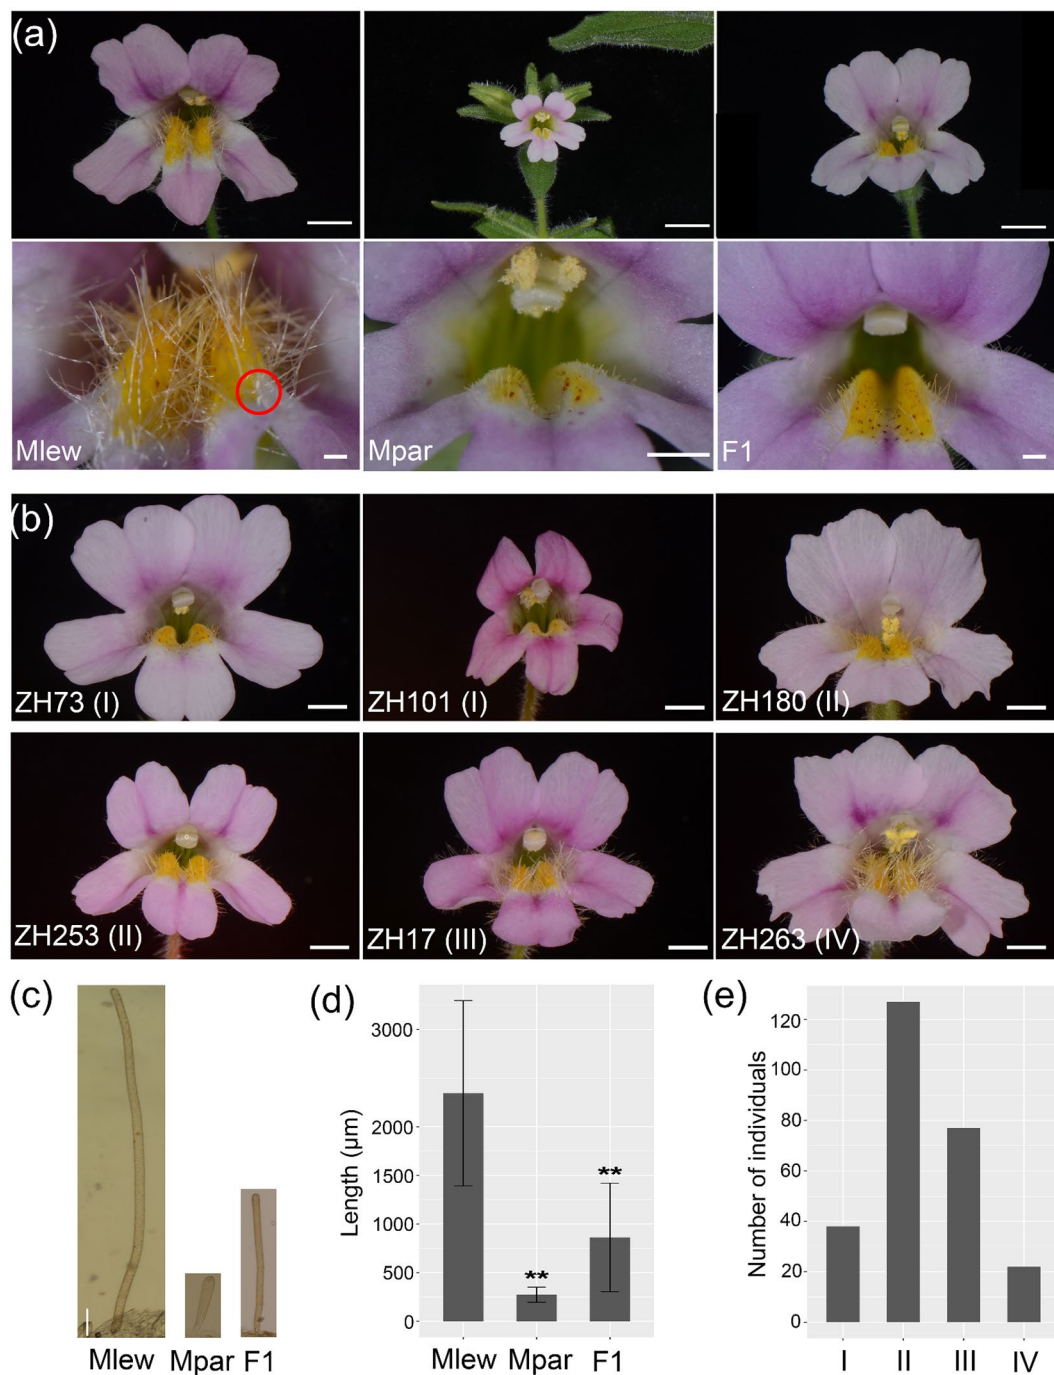 (a)
Mlew
Mpar
F1
(b)
ZH73 (I)
ZH101 (I)
ZH180 (II)
ZH253 (II)
ZH17 (III)
ZH263 (IV)
(c)
Mlew
Mpar
F1
(d)
Length (μm)
3000
2000
1500
1000
500
0
**
**
Mlew
Mpar
F1
(e)
Number of individuals
120
100
80
60
40
20
0
I
II
III
IV